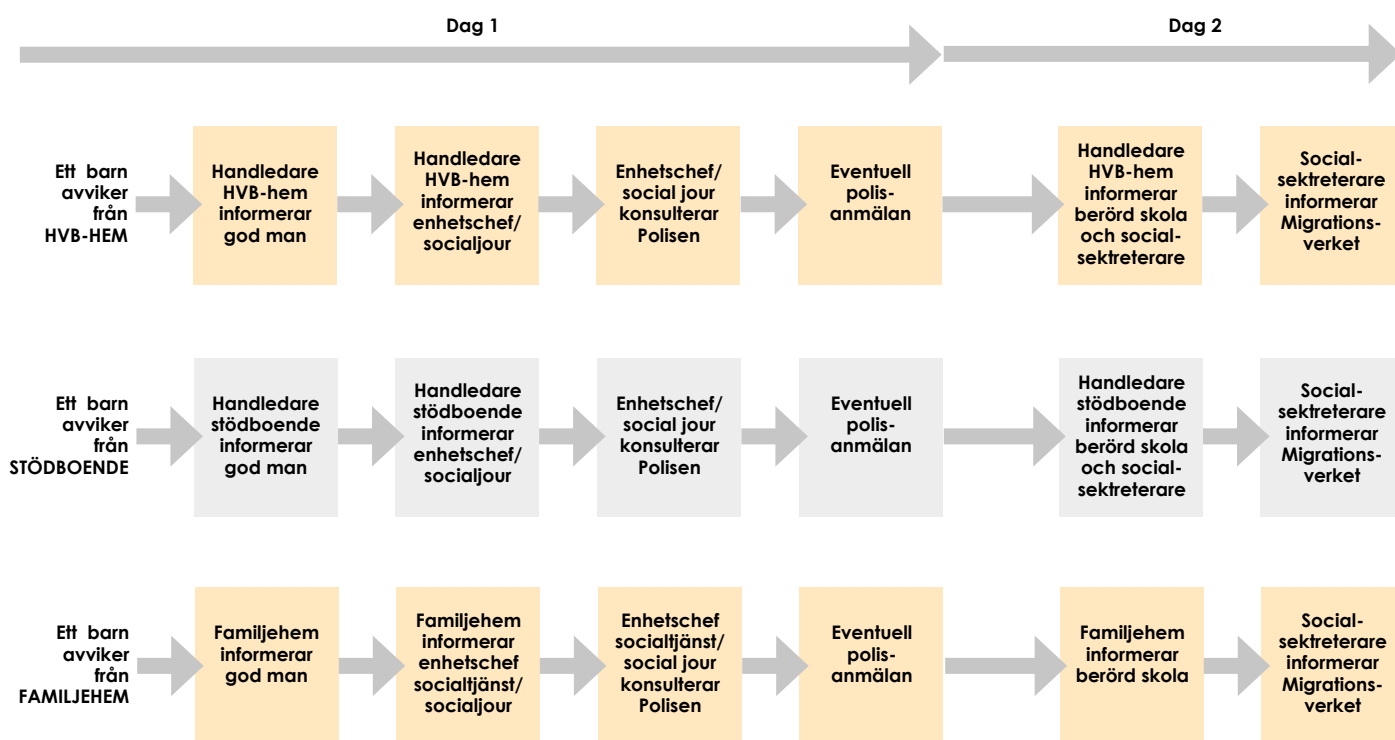 Dag 1
Dag 2
Ett barn
avviker
från
HVB-HEM
Handledare
HVB-hem
informerar
god man
Handledare
HVB-hem
informerar
enhetschef/
socialjour
Enhetschef/
social jour
konsulterar
Polisen
Eventuell
polis-
anmälan
Handledare
HVB-hem
informerar
berörd skola
och social-
sektreterare
Social-
sektreterare
informerar
Migrations-
verket
Ett barn
avviker
från
STÖDBOENDE
Handledare
stödboende
informerar
god man
Handledare
stödboende
informerar
enhetschef/
socialjour
Enhetschef/
social jour
konsulterar
Polisen
Eventuell
polis-
anmälan
Handledare
stödboende
informerar
berörd skola
och social-
sektreterare
Social-
sektreterare
informerar
Migrations-
verket
Ett barn
avviker
från
FAMILJEHEM
Familjehem
informerar
god man
Familjehem
informerar
enhetschef
socialtjänst/
socialjour
Enhetschef
socialtjänst/
social jour
konsulterar
Polisen
Eventuell
polis-
anmälan
Familjehem
informerar
berörd skola
Social-
sektreterare
informerar
Migrations-
verket